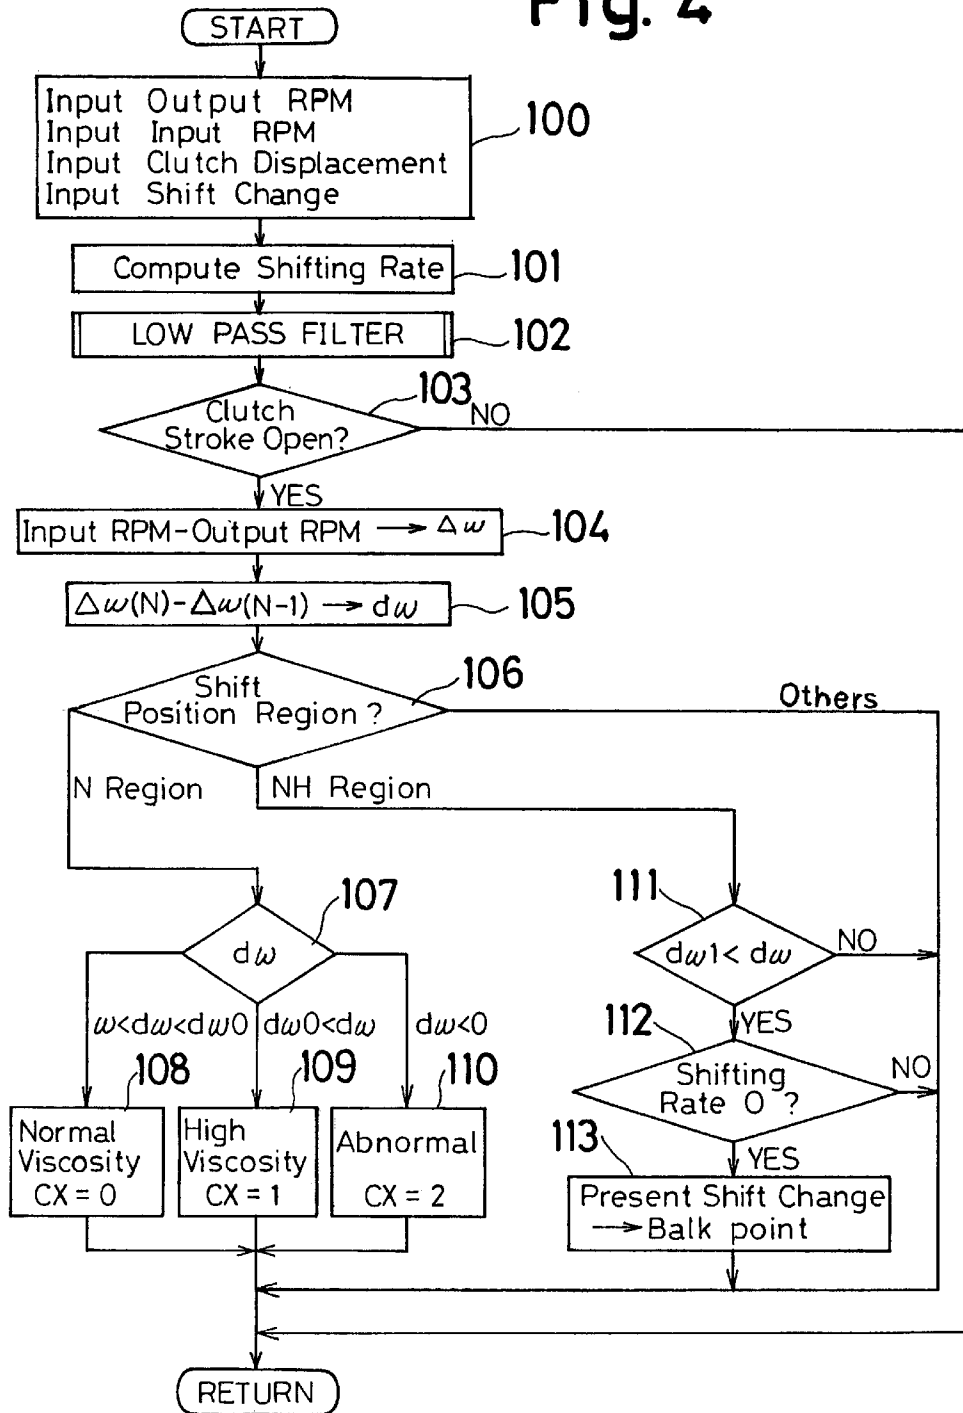 Fig. 4
START
Input Output RPM
Input Input RPM
Input Clutch Displacement
Input Shift Change
100
Compute Shifting Rate
101
LOW PASS FILTER
102
103
Clutch
Stroke Open?
NO
YES
Input RPM-Output RPM → Δω
104
Δω(N)-Δω(N-1) → dω
105
106
Shift
Position Region ?
Others
N Region
NH Region
107
dω
111
dω1< dω
NO
YES
ω<dω<dω0
dω0<dω
dω<0
112
Shifting
Rate 0 ?
NO
YES
108
Normal
Viscosity
CX = 0
109
High
Viscosity
CX = 1
110
Abnormal
CX = 2
113
Present Shift Change
→ Balk point
RETURN